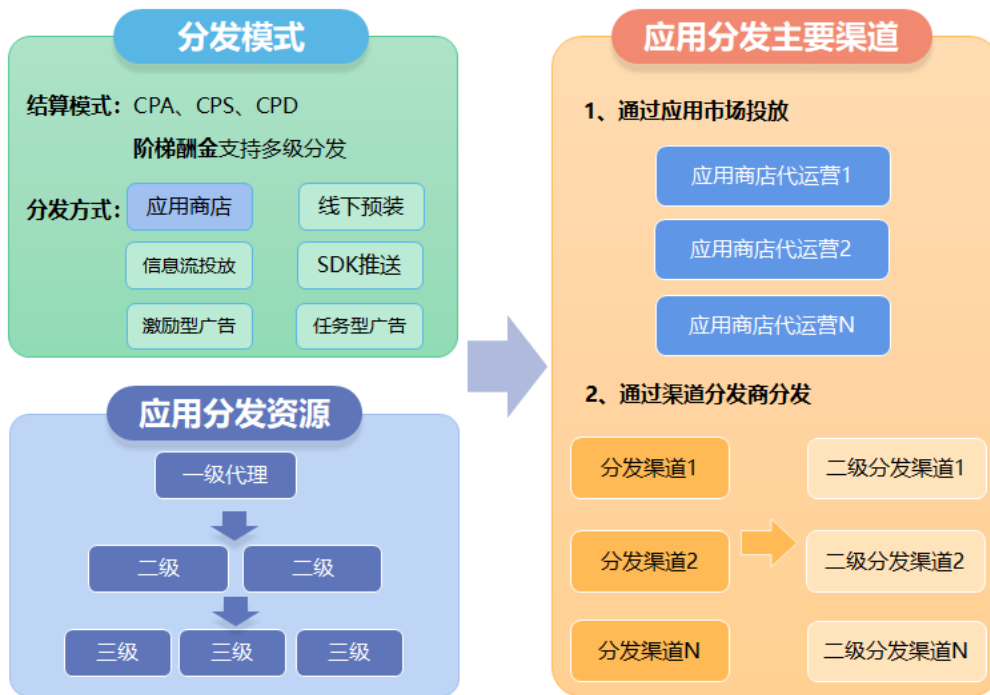 分发模式
结算模式：CPA、CPS、CPD
阶梯酬金支持多级分发
分发方式：
应用商店
线下预装
信息流投放
SDK推送
激励型广告
任务型广告
应用分发资源
一级代理
二级
二级
三级
三级
三级
应用分发主要渠道
1、通过应用市场投放
应用商店代运营1
应用商店代运营2
应用商店代运营N
2、通过渠道分发商分发
分发渠道1
二级分发渠道1
分发渠道2
二级分发渠道2
分发渠道N
二级分发渠道N